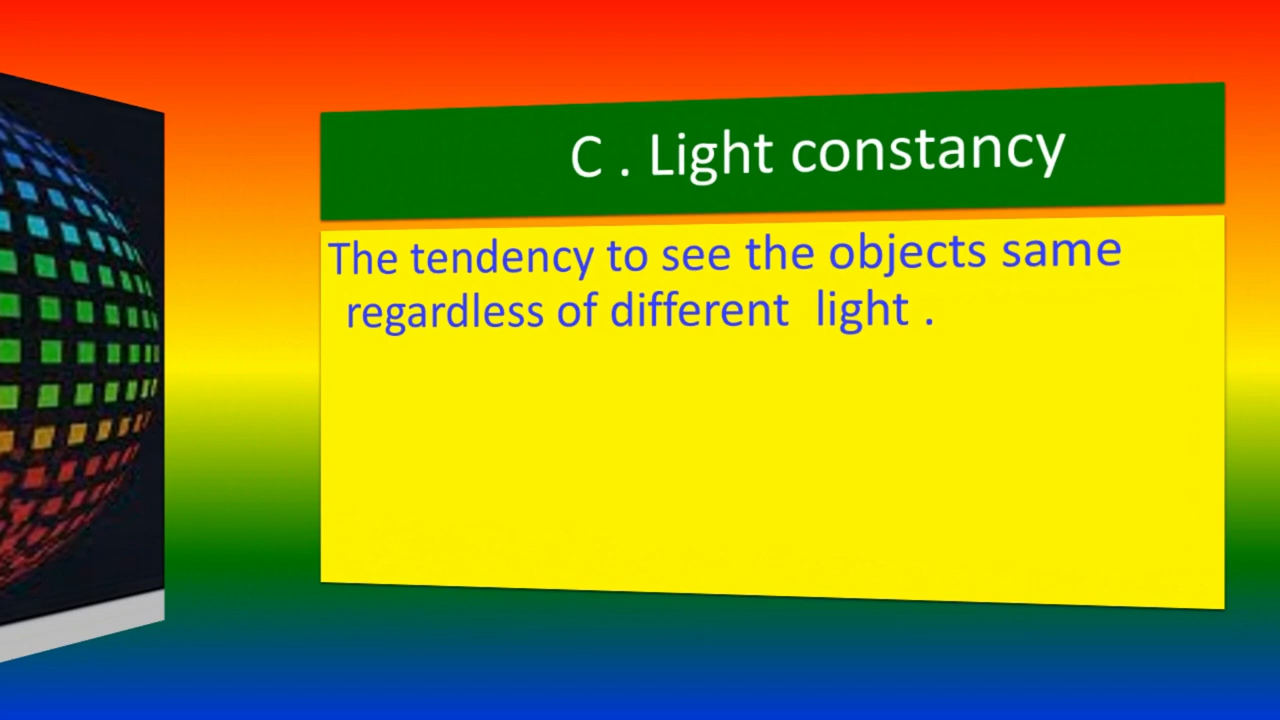 C . Light constancy
The tendency to see the objects same
regardless of different  light .